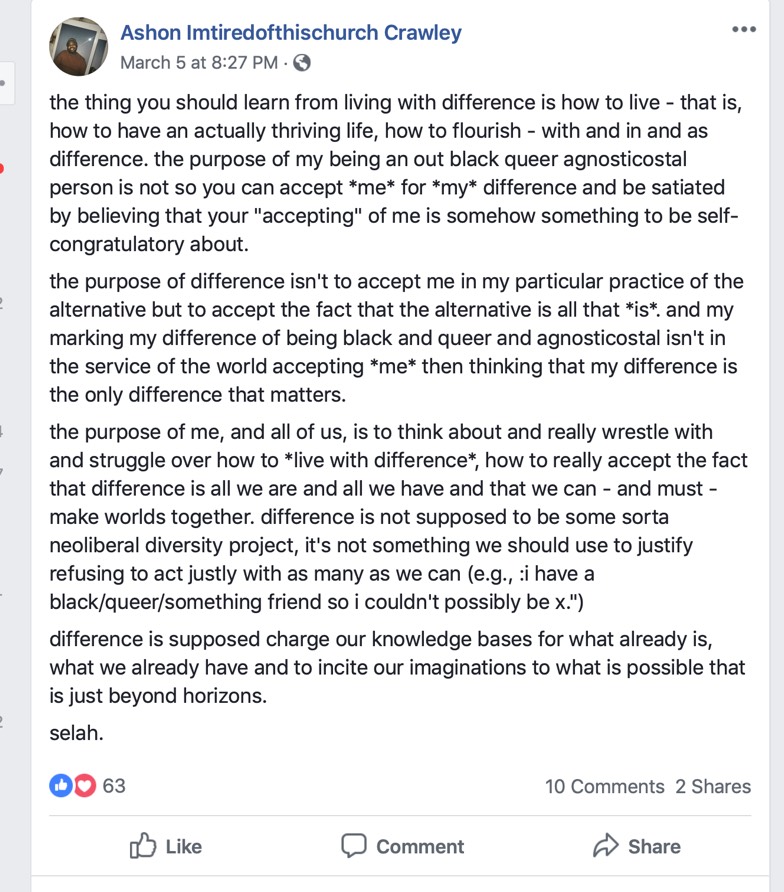 Ashon Imtiredofthischurch Crawley
March 5 at 8:27 PM ·
the thing you should learn from living with difference is how to live - that is,
how to have an actually thriving life, how to flourish - with and in and as
difference. the purpose of my being an out black queer agnosticostal
person is not so you can accept *me* for *my* difference and be satiated
by believing that your "accepting" of me is somehow something to be self-
congratulatory about.
the purpose of difference isn't to accept me in my particular practice of the
alternative but to accept the fact that the alternative is all that *is*. and my
marking my difference of being black and queer and agnosticostal isn't in
the service of the world accepting *me* then thinking that my difference is
the only difference that matters.
the purpose of me, and all of us, is to think about and really wrestle with
and struggle over how to *live with difference*, how to really accept the fact
that difference is all we are and all we have and that we can - and must -
make worlds together. difference is not supposed to be some sorta
neoliberal diversity project, it's not something we should use to justify
refusing to act justly with as many as we can (e.g., :i have a
black/queer/something friend so i couldn't possibly be x.")
difference is supposed charge our knowledge bases for what already is,
what we already have and to incite our imaginations to what is possible that
is just beyond horizons.
selah.
63
10 Comments 2 Shares
Like
Comment
Share